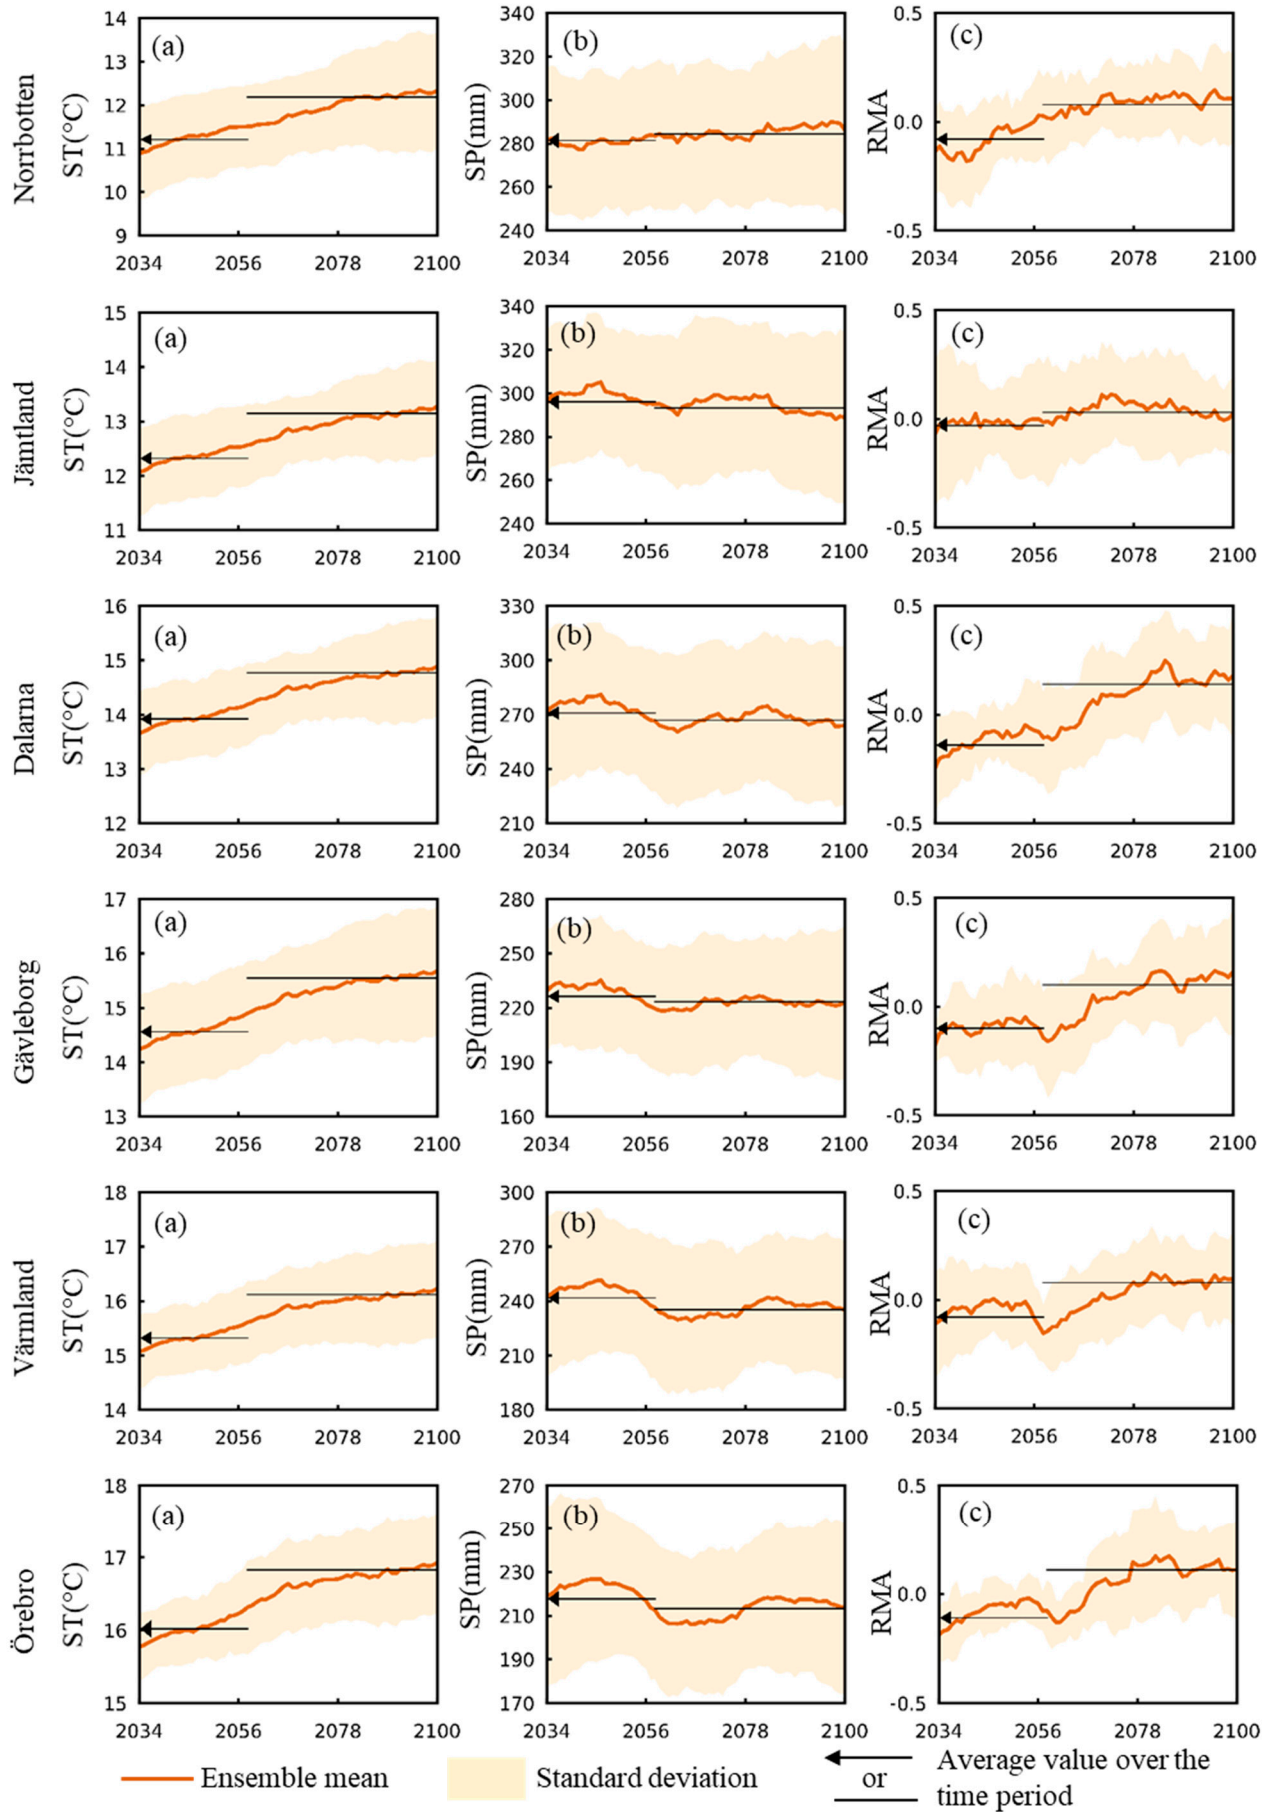 Norrbotten
ST(°C)
14
13
12
11
10
9
(a)
2034 2056 2078 2100
SP(mm)
340
320
300
280
260
240
(b)
2034 2056 2078 2100
RMA
0.5
0.0
-0.5
(c)
2034 2056 2078 2100
Jämtland
ST(°C)
15
14
13
12
11
(a)
2034 2056 2078 2100
SP(mm)
340
320
300
280
260
240
(b)
2034 2056 2078 2100
RMA
0.5
0.0
-0.5
(c)
2034 2056 2078 2100
Dalarna
ST(°C)
16
15
14
13
12
(a)
2034 2056 2078 2100
SP(mm)
330
300
270
240
210
(b)
2034 2056 2078 2100
RMA
0.5
0.0
-0.5
(c)
2034 2056 2078 2100
Gävleborg
ST(°C)
17
16
15
14
13
(a)
2034 2056 2078 2100
SP(mm)
280
250
220
190
160
(b)
2034 2056 2078 2100
RMA
0.5
0.0
-0.5
(c)
2034 2056 2078 2100
Värmland
ST(°C)
18
17
16
15
14
(a)
2034 2056 2078 2100
SP(mm)
300
270
240
210
180
(b)
2034 2056 2078 2100
RMA
0.5
0.0
-0.5
(c)
2034 2056 2078 2100
Örebro
ST(°C)
18
17
16
15
(a)
2034 2056 2078 2100
SP(mm)
270
250
230
210
190
170
(b)
2034 2056 2078 2100
RMA
0.5
0.0
-0.5
(c)
2034 2056 2078 2100
Ensemble mean
Standard deviation
or
Average value over the
time period